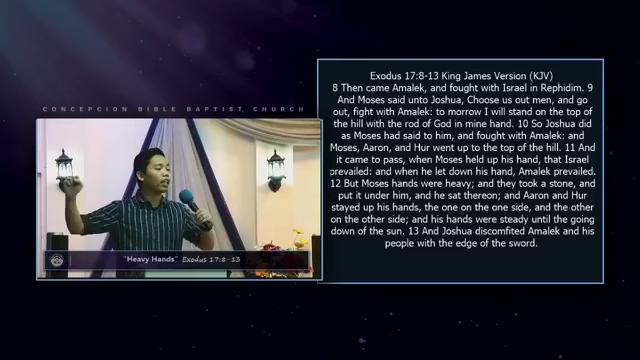 CONCEPCION BIBLE BAPTIST CHURCH
"Heavy Hands" Exodus 17:8-13
Exodus 17:8-13 King James Version (KJV)
8 Then came Amalek, and fought with Israel in Rephidim. 9
And Moses said unto Joshua, Choose us out men, and go
out, fight with Amalek: to morrow I will stand on the top of
the hill with the rod of God in mine hand. 10 So Joshua did
as Moses had said to him, and fought with Amalek: and
Moses, Aaron, and Hur went up to the top of the hill. 11 And
it came to pass, when Moses held up his hand, that Israel
prevailed: and when he let down his hand, Amalek prevailed.
12 But Moses hands were heavy; and they took a stone, and
put it under him, and he sat thereon; and Aaron and Hur
stayed up his hands, the one on the one side, and the other
on the other side; and his hands were steady until the going
down of the sun. 13 And Joshua discomfited Amalek and his
people with the edge of the sword.